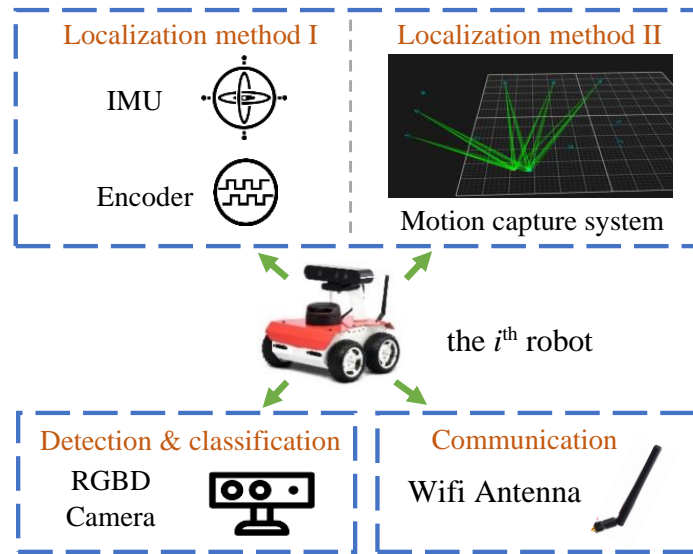 Localization method I
IMU
Encoder
Localization method II
Motion capture system
the iᵗʰ robot
Detection & classification
RGBD
Camera
Communication
Wifi Antenna